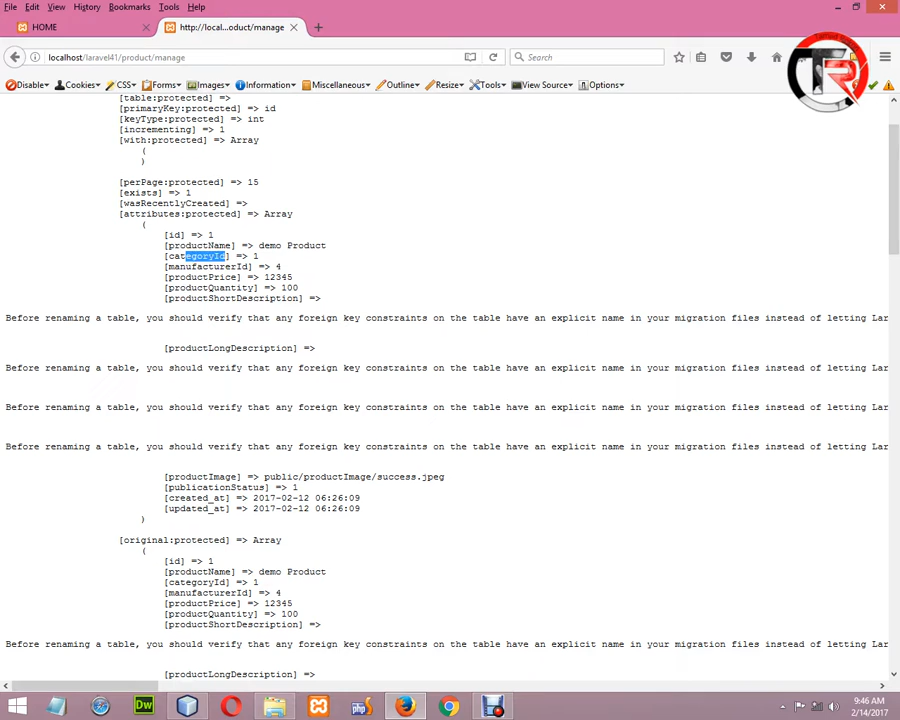 File Edit View History Bookmarks Tools Help
HOME
http://local...oduct/manage
localhost/laravel41/product/manage
Search
Disable Cookies CSS Forms Images Information Miscellaneous Outline Resize Tools View Source Options
[table:protected] =>
[primaryKey:protected] => id
[keyType:protected] => int
[incrementing] => 1
[with:protected] => Array
(
)
[perPage:protected] => 15
[exists] => 1
[wasRecentlyCreated] =>
[attributes:protected] => Array
(
[id] => 1
[productName] => demo Product
[categoryId] => 1
[manufacturerId] => 4
[productPrice] => 12345
[productQuantity] => 100
[productShortDescription] =>
Before renaming a table, you should verify that any foreign key constraints on the table have an explicit name in your migration files instead of letting Lar
[productLongDescription] =>
Before renaming a table, you should verify that any foreign key constraints on the table have an explicit name in your migration files instead of letting Lar
Before renaming a table, you should verify that any foreign key constraints on the table have an explicit name in your migration files instead of letting Lar
Before renaming a table, you should verify that any foreign key constraints on the table have an explicit name in your migration files instead of letting Lar
[productImage] => public/productImage/success.jpeg
[publicationStatus] => 1
[created_at] => 2017-02-12 06:26:09
[updated_at] => 2017-02-12 06:26:09
)
[original:protected] => Array
(
[id] => 1
[productName] => demo Product
[categoryId] => 1
[manufacturerId] => 4
[productPrice] => 12345
[productQuantity] => 100
[productShortDescription] =>
Before renaming a table, you should verify that any foreign key constraints on the table have an explicit name in your migration files instead of letting Lar
[productLongDescription] =>
Dw
php
9:46 AM
2/14/2017